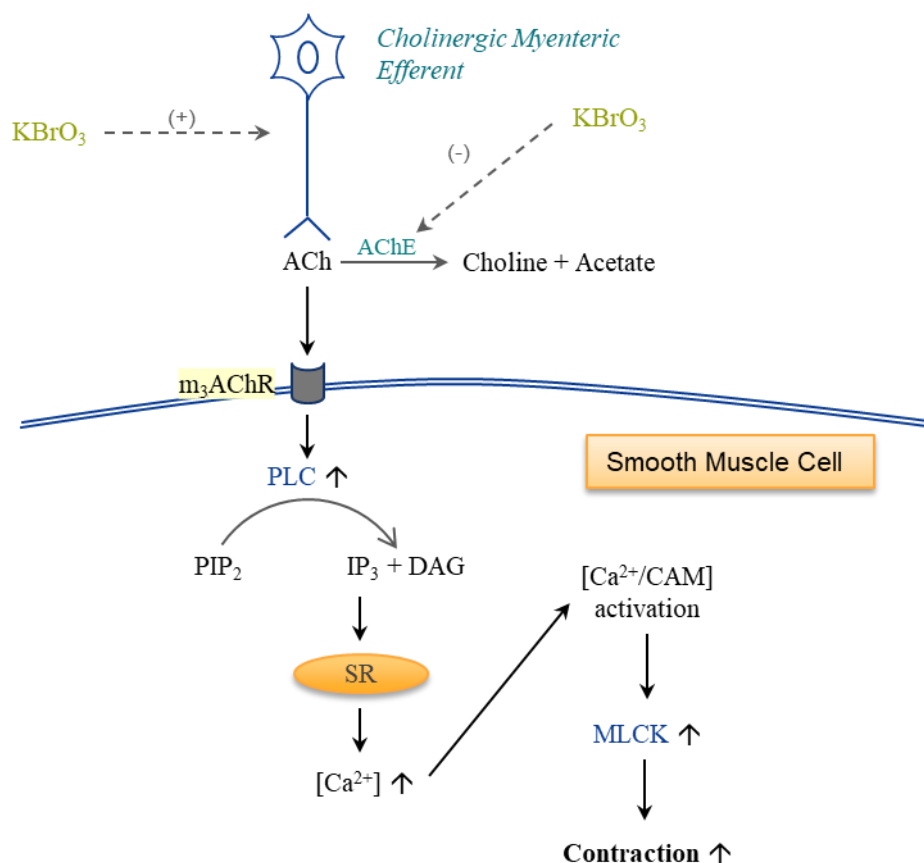 Cholinergic Myenteric
Efferent
KBrO₃
(+)
KBrO₃
(-)
AChE
ACh
Choline + Acetate
m₃AChR
Smooth Muscle Cell
PLC ↑
PIP₂
IP₃ + DAG
[Ca²⁺/CAM]
activation
SR
MLCK ↑
[Ca²⁺] ↑
Contraction ↑